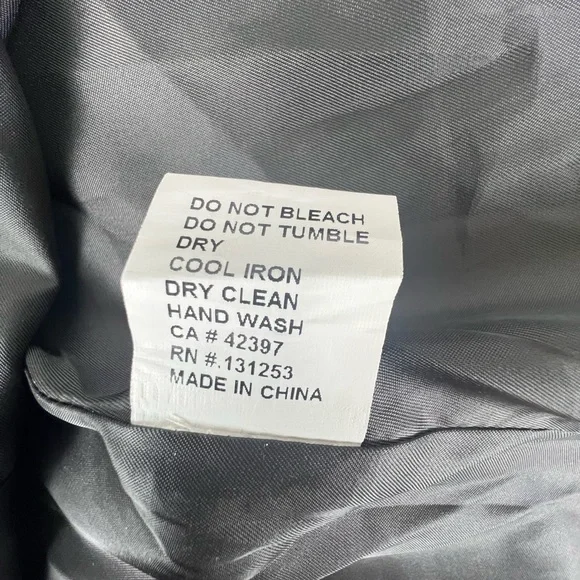 DO NOT BLEACH
DO NOT TUMBLE
DRY
COOL IRON
DRY CLEAN
HAND WASH
CA # 42397
RN #.131253
MADE IN CHINA